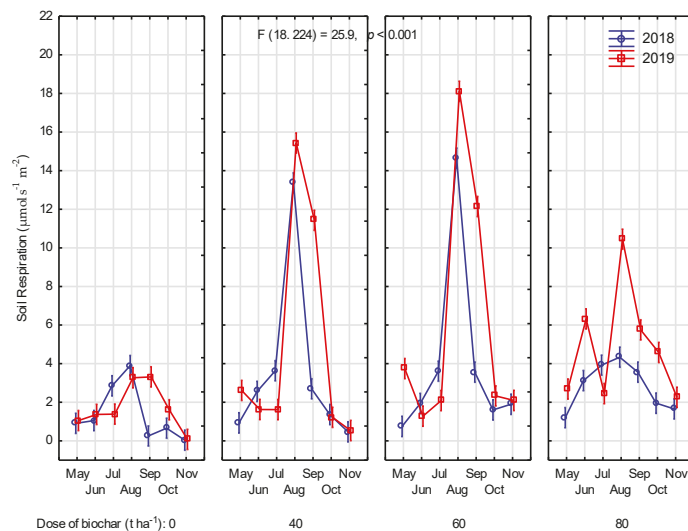 22
20
18
16
14
12
10
8
6
4
2
0
Soil Respiration (µmol s⁻¹ m⁻²)
F (18. 224) = 25.9, p < 0.001
2018
2019
May Jul Sep Nov May Jul Sep Nov May Jul Sep Nov May Jul Sep Nov
Jun Aug Oct Jun Aug Oct Jun Aug Oct Jun Aug Oct
Dose of biochar (t ha⁻¹): 0 40 60 80